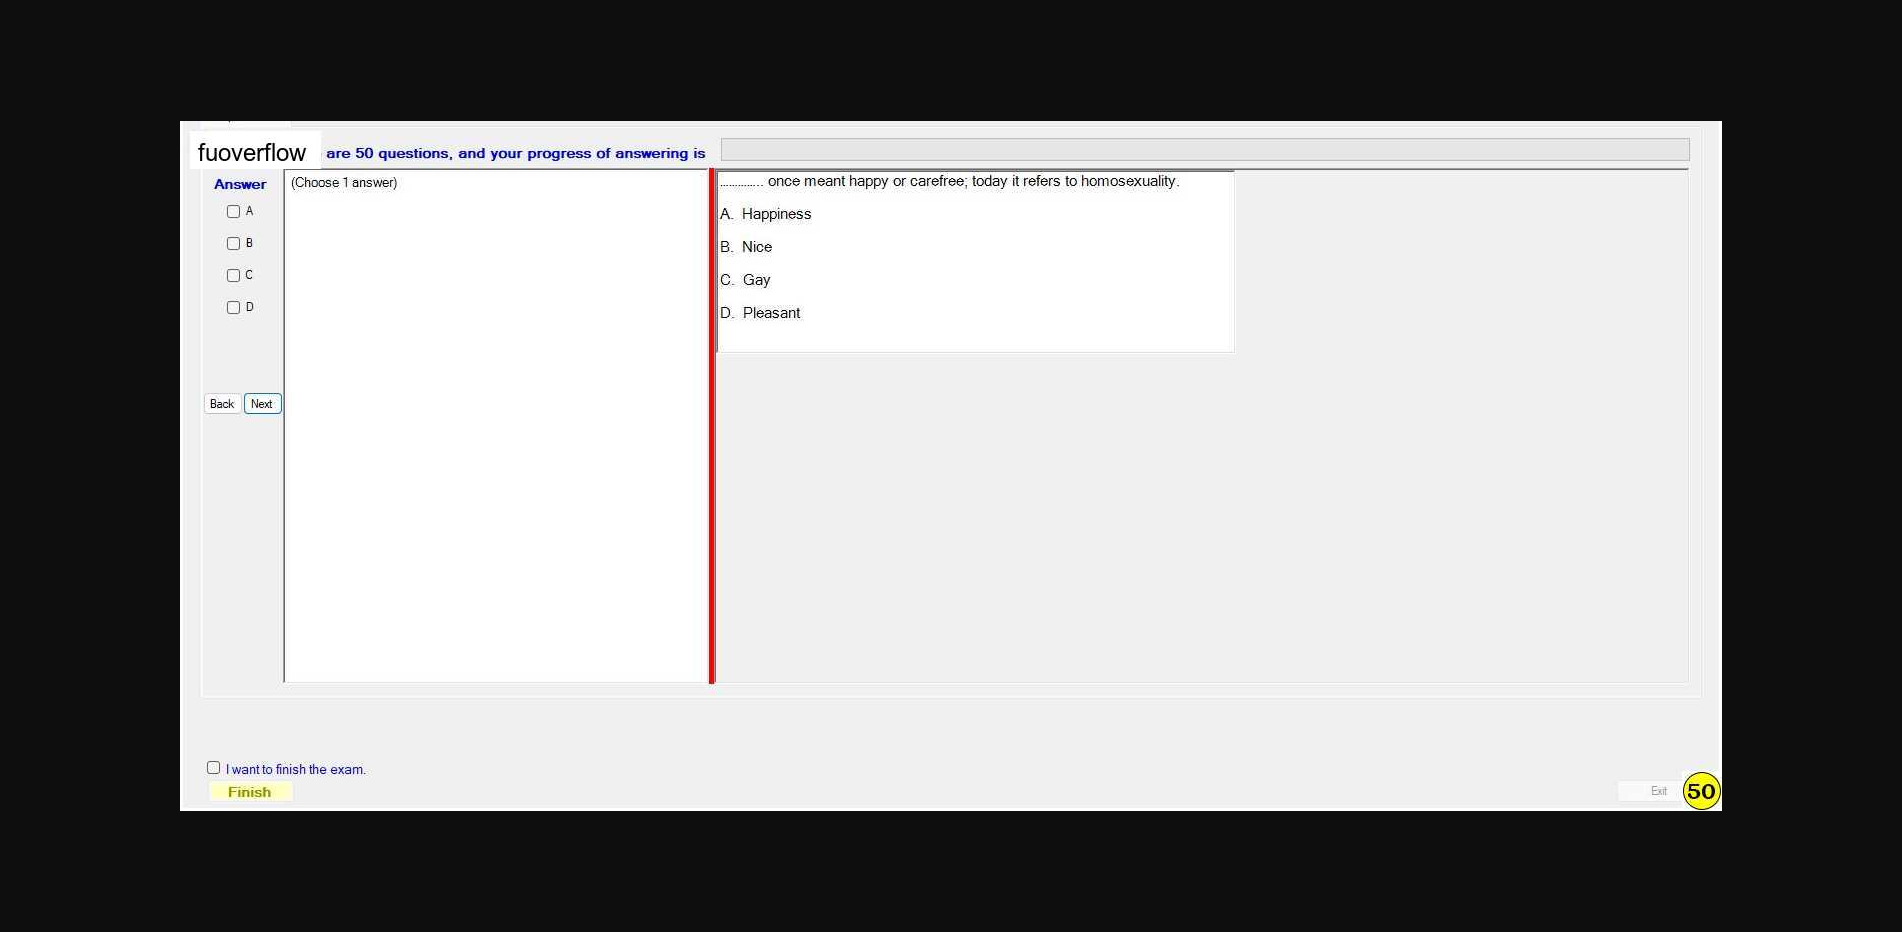 fuoverflow are 50 questions, and your progress of answering is
Answer
(Choose 1 answer)
A
B
C
D
Back Next
.............. once meant happy or carefree; today it refers to homosexuality.
A. Happiness
B. Nice
C. Gay
D. Pleasant
I want to finish the exam.
Finish
Exit
50